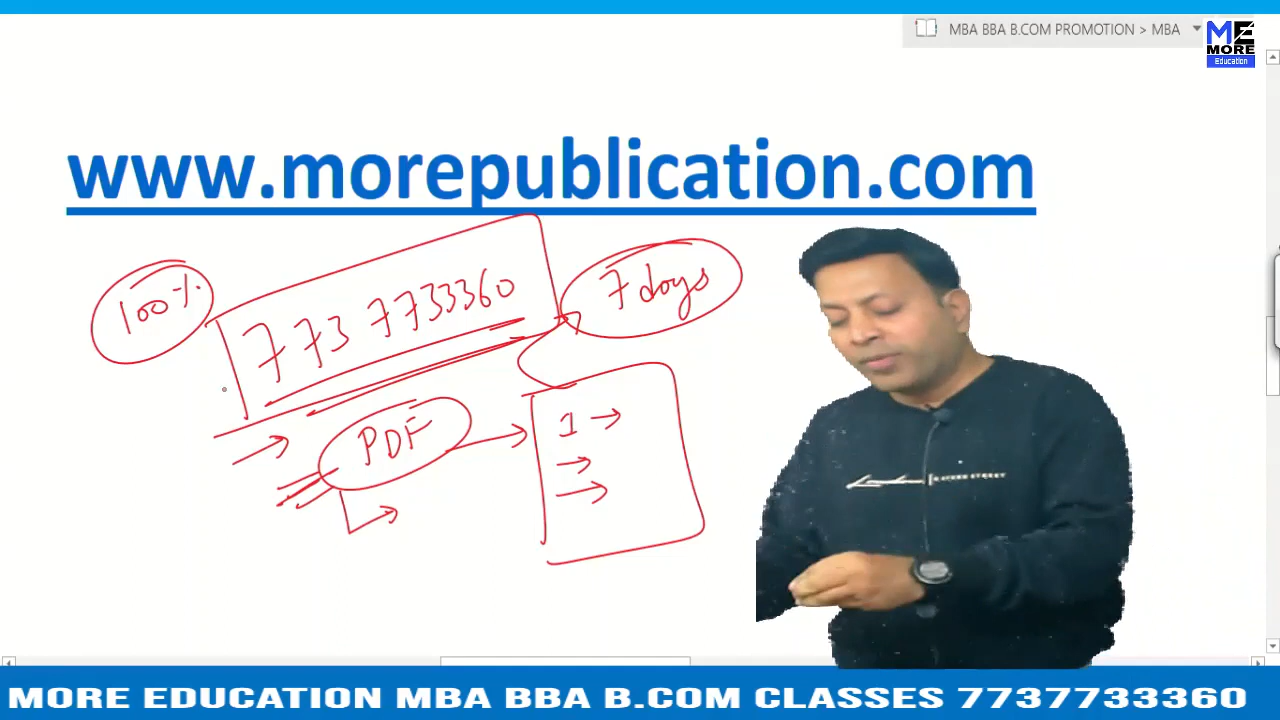 MBA BBA B.COM PROMOTION > MBA
ME
MORE
Education
www.morepublication.com
100%
773 7733360
7 days
PDF
1 →
MORE EDUCATION MBA BBA B.COM CLASSES 7737733360